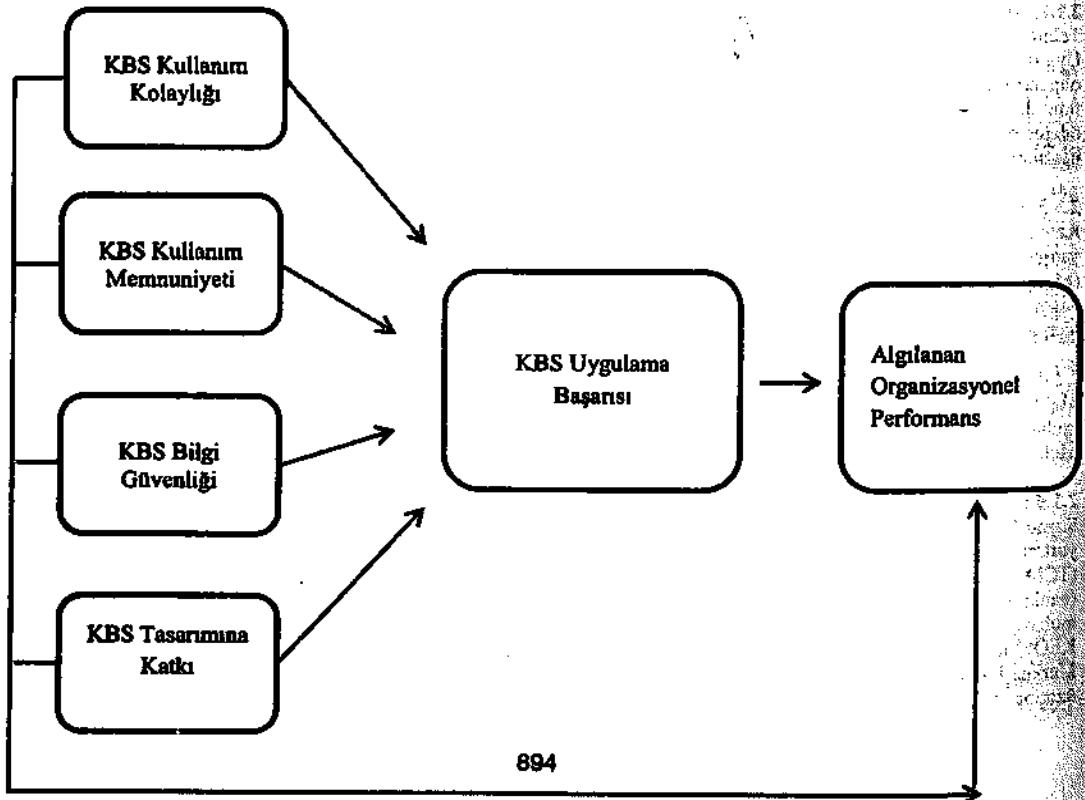 KBS Kullanım
Kolaylığı
KBS Kullanım
Memnuniyeti
KBS Bilgi
Güvenliği
KBS Tasarımına
Katkı
KBS Uygulama
Başarısı
Algılanan
Organizasyonel
Performans
894